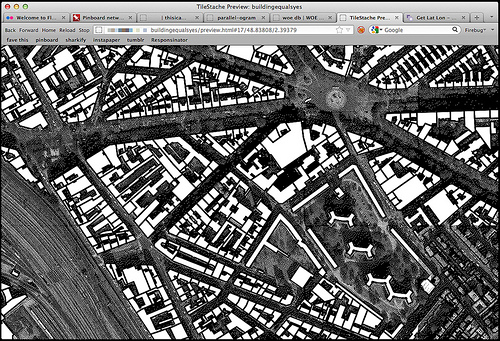 TileStache Preview: buildingequalsyes
Welcome to Fl... Pinboard netw... | thisica... parallel-ogram woe db | WOE ... TileStache Pre... Get Lat Lon - ...
Back Forward Home Reload Stop buildingequalsyes/preview.html#17/48.83808/2.39379 Google Firebug
fave this pinboard sharkify instapaper tumblr Responsinator